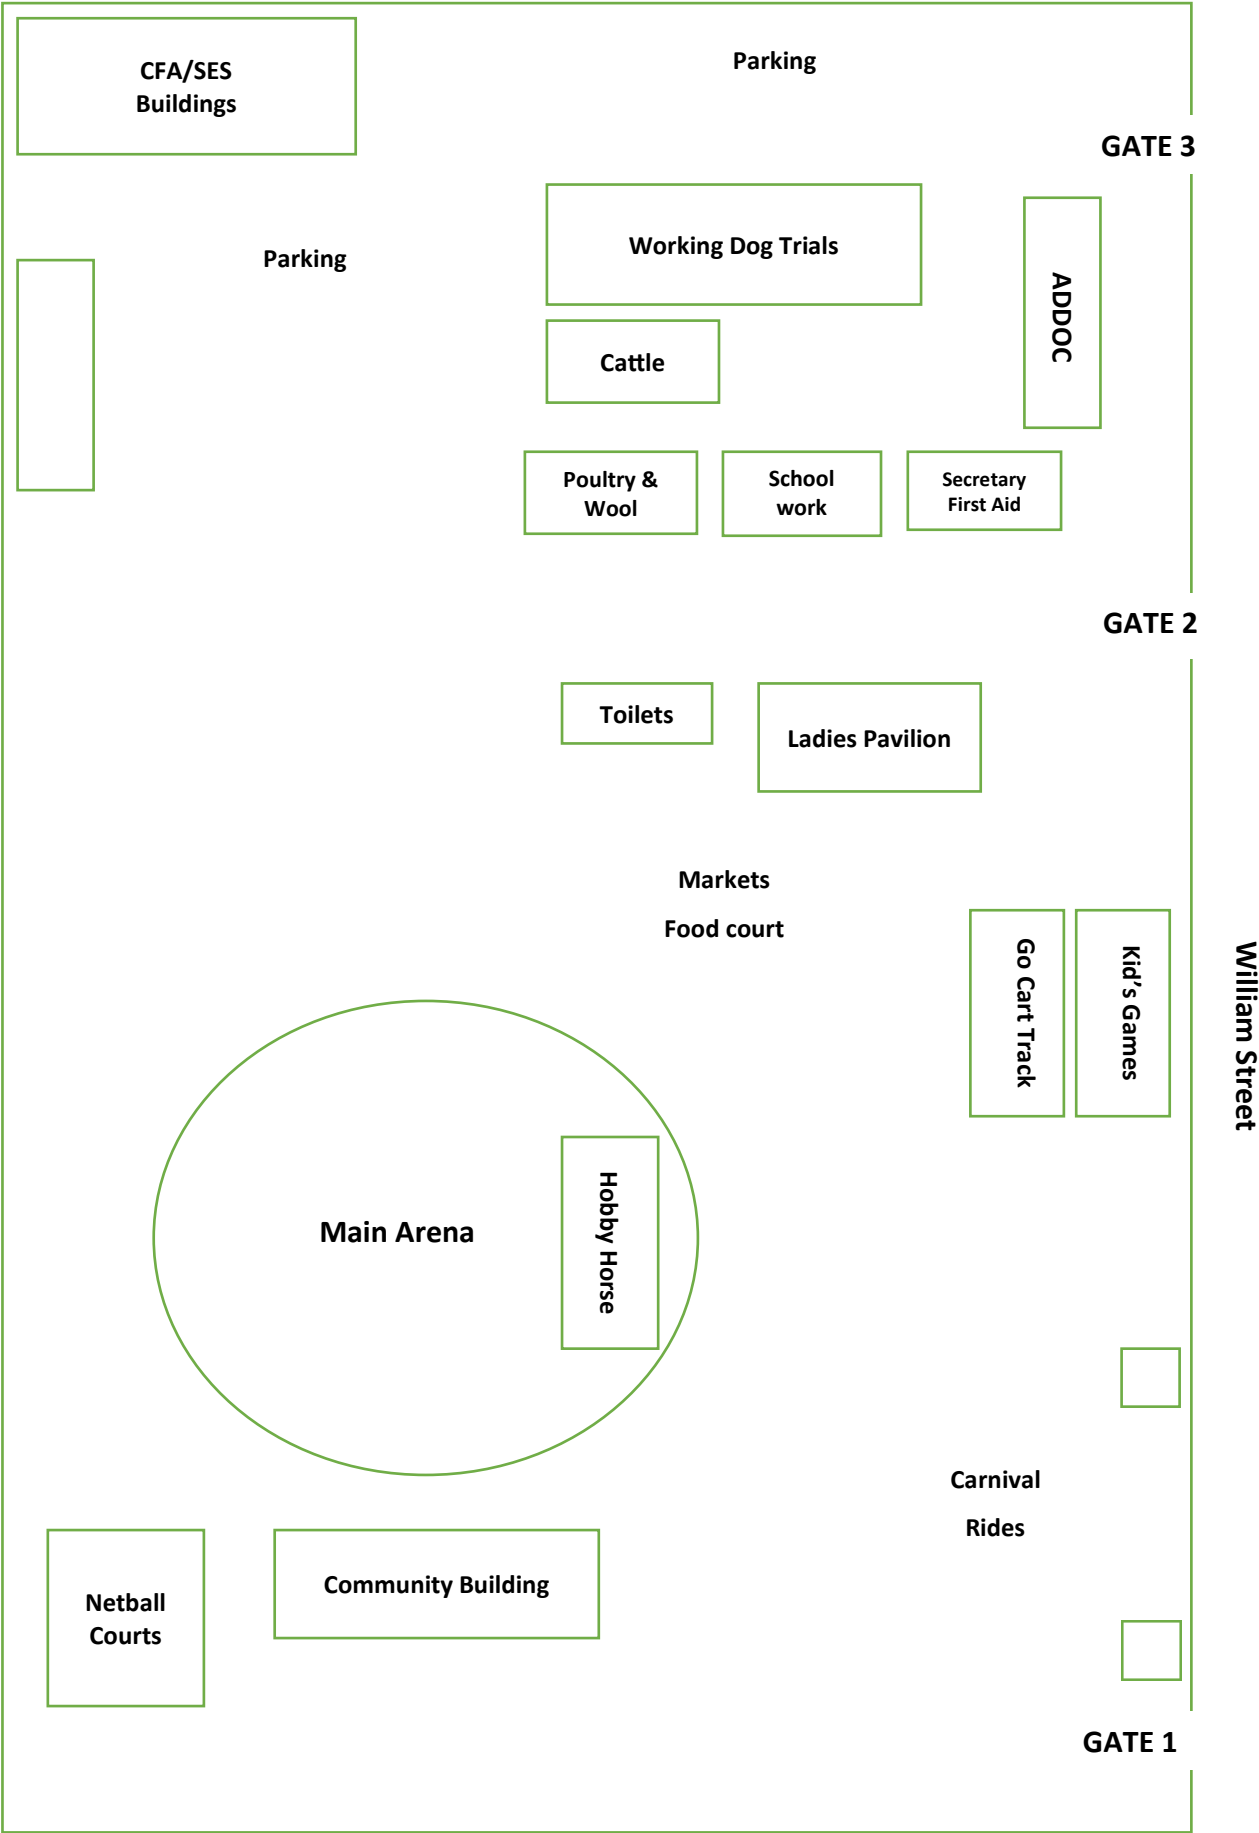 Parking
CFA/SES
Buildings
GATE 3
Working Dog Trials
Parking
ADDOC
Cattle
Poultry &
Wool
School
work
Secretary
First Aid
GATE 2
Toilets
Ladies Pavilion
Markets
Food court
Go Cart Track
Kid’s Games
William Street
Main Arena
Hobby Horse
Carnival
Rides
Community Building
Netball
Courts
GATE 1